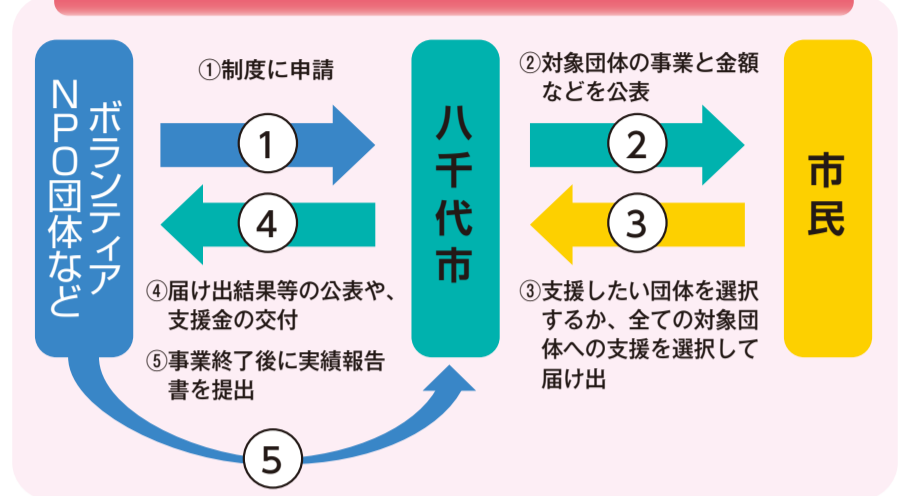 ボランティア
NPO団体など
①制度に申請
1
4
④届け出結果等の公表や、
支援金の交付
⑤事業終了後に実績報告
書を提出
5
八千代市
②対象団体の事業と金額
などを公表
2
3
③支援したい団体を選択
するか、全ての対象団
体への支援を選択して
届け出
市民